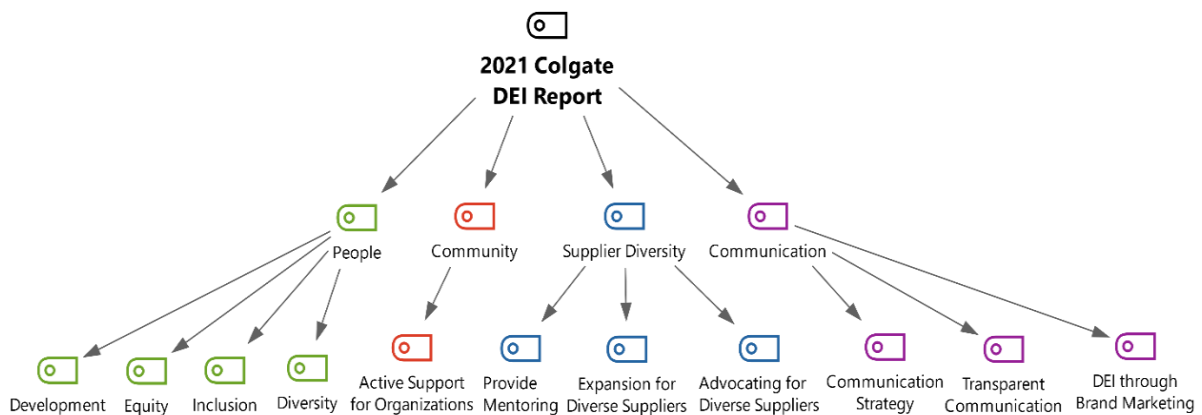 2021 Colgate
DEI Report
People
Community
Supplier Diversity
Communication
Development
Equity
Inclusion
Diversity
Active Support
for Organizations
Provide
Mentoring
Expansion for
Diverse Suppliers
Advocating for
Diverse Suppliers
Communication
Strategy
Transparent
Communication
DEI through
Brand Marketing